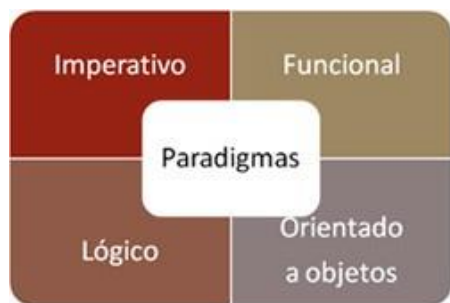 Imperativo
Funcional
Paradigmas
Lógico
Orientado
a objetos